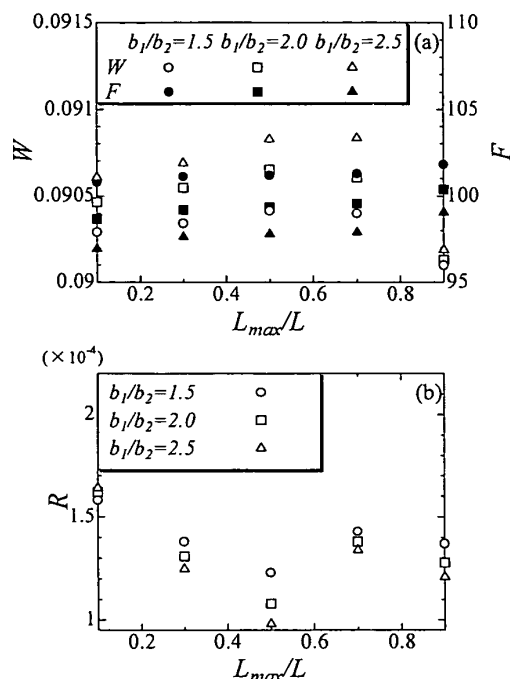 0.0915
110
b1/b2=1.5 b1/b2=2.0 b1/b2=2.5 (a)
W
F
0.091
105
W
F
0.0905
100
0.09
95
0.2 0.4 0.6 0.8
Lmax/L
(×10-4)
b1/b2=1.5
(b)
b1/b2=2.0
b1/b2=2.5
2
R
1.5
1
0.2 0.4 0.6 0.8
Lmax/L